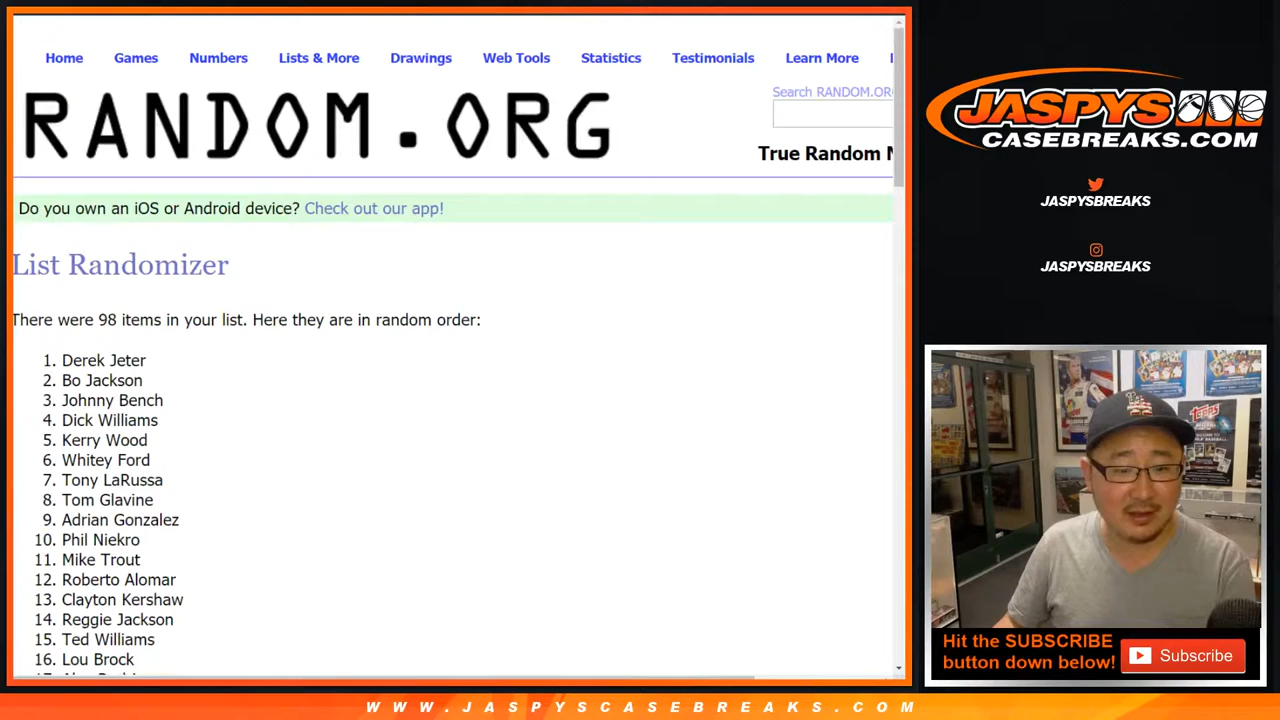 Home Games Numbers Lists & More Drawings Web Tools Statistics Testimonials Learn More
RANDOM.ORG
Search RANDOM.OR
True Random
Do you own an iOS or Android device? Check out our app!
List Randomizer
There were 98 items in your list. Here they are in random order:
1. Derek Jeter
2. Bo Jackson
3. Johnny Bench
4. Dick Williams
5. Kerry Wood
6. Whitey Ford
7. Tony LaRussa
8. Tom Glavine
9. Adrian Gonzalez
10. Phil Niekro
11. Mike Trout
12. Roberto Alomar
13. Clayton Kershaw
14. Reggie Jackson
15. Ted Williams
16. Lou Brock
JASPYS
CASEBREAKS.COM
JASPYSBREAKS
JASPYSBREAKS
TOPPS
Hit the SUBSCRIBE
button down below!
Subscribe
WWW.JASPYSCASEBREAKS.COM